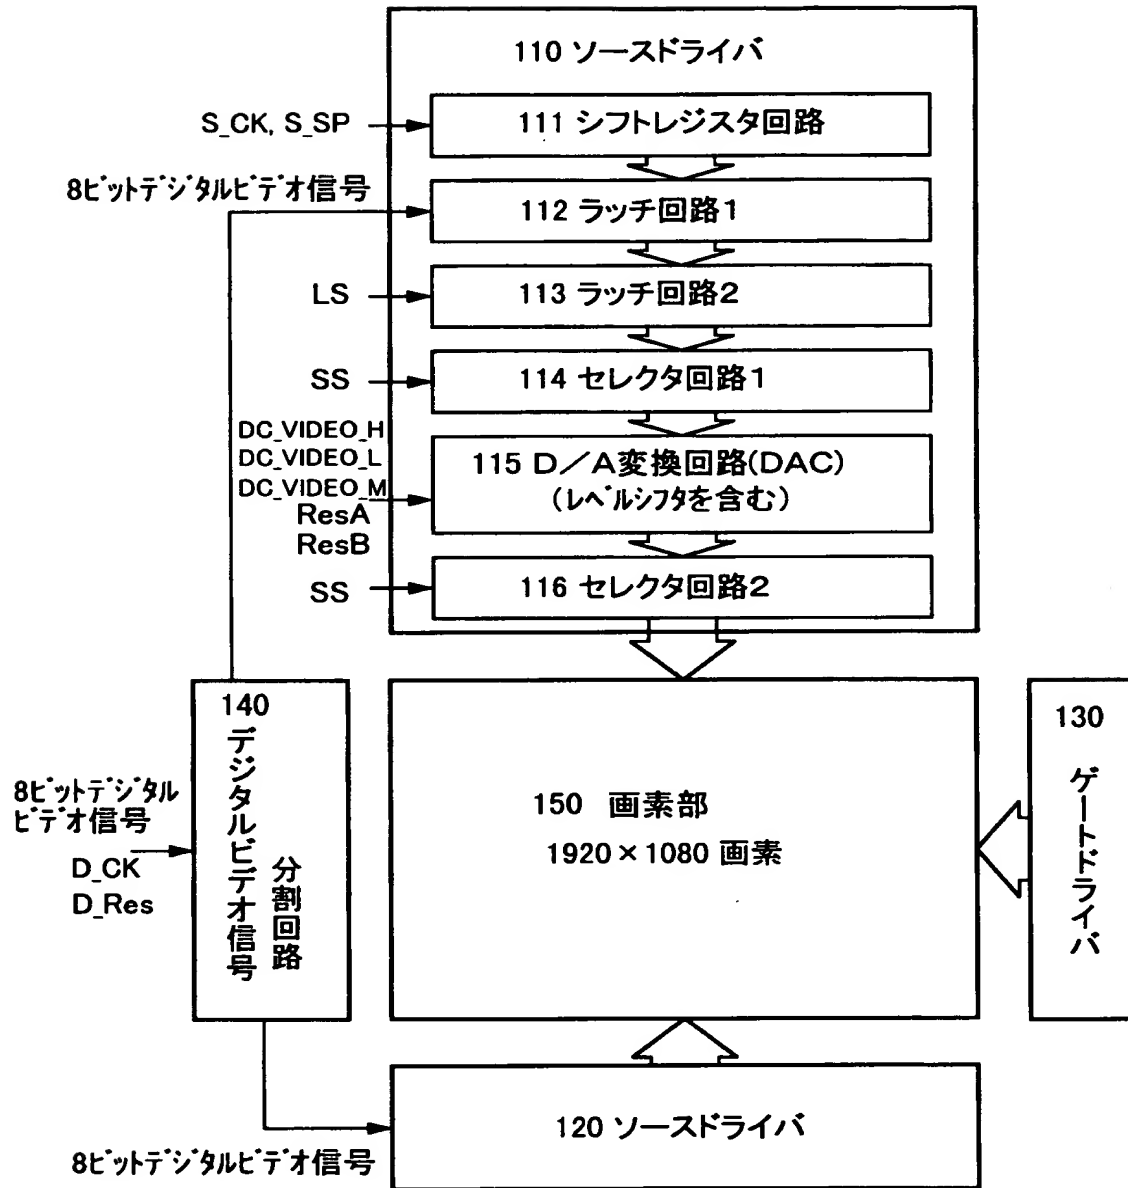 110 ソースドライバ
S_CK, S_SP
111 シフトレジスタ回路
8ビットデジタルビデオ信号
112 ラッチ回路1
LS
113 ラッチ回路2
SS
114 セレクタ回路1
DC_VIDEO_H
DC_VIDEO_L
DC_VIDEO_M
ResA
ResB
115 D／A変換回路(DAC)
(レベルシフタを含む)
SS
116 セレクタ回路2
140
デジタルビデオ信号
分割回路
8ビットデジタル
ビデオ信号
D_CK
D_Res
150 画素部
1920×1080 画素
130
ゲートドライバ
120 ソースドライバ
8ビットデジタルビデオ信号